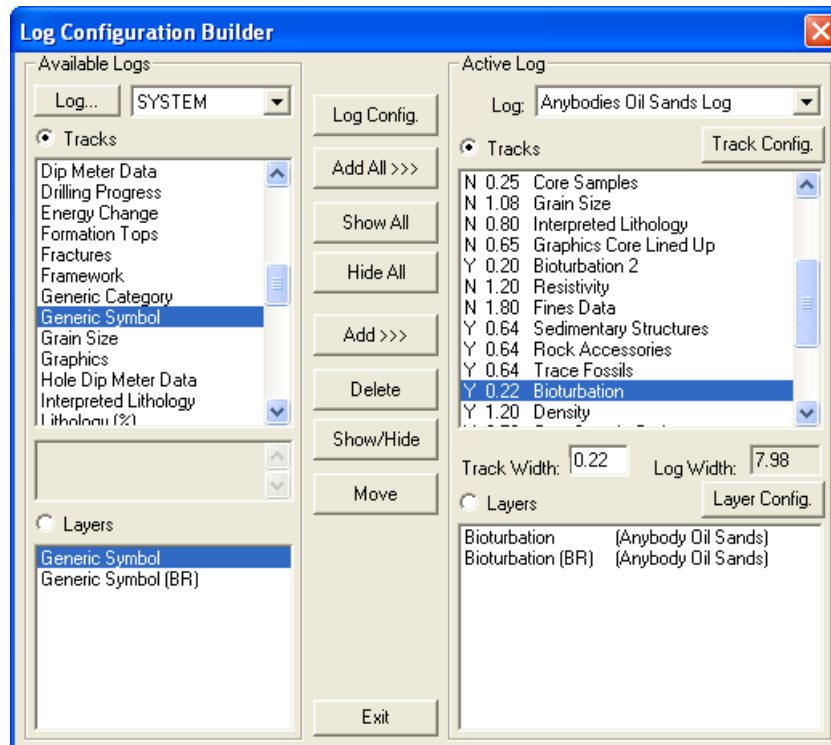 Log Configuration Builder
Available Logs
Log... SYSTEM
Tracks
Dip Meter Data
Drilling Progress
Energy Change
Formation Tops
Fractures
Framework
Generic Category
Generic Symbol
Grain Size
Graphics
Hole Dip Meter Data
Interpreted Lithology
Lithology (%)
Layers
Generic Symbol
Generic Symbol (BR)
Log Config.
Add All >>>
Show All
Hide All
Add >>>
Delete
Show/Hide
Move
Exit
Active Log
Log: Anybodies Oil Sands Log
Tracks Track Config.
N 0.25 Core Samples
N 1.08 Grain Size
N 0.80 Interpreted Lithology
N 0.65 Graphics Core Lined Up
Y 0.20 Bioturbation 2
N 1.20 Resistivity
N 1.80 Fines Data
Y 0.64 Sedimentary Structures
Y 0.64 Rock Accessories
Y 0.64 Trace Fossils
Y 0.22 Bioturbation
Y 1.20 Density
Track Width: 0.22 Log Width: 7.98
Layers Layer Config.
Bioturbation (Anybody Oil Sands)
Bioturbation (BR) (Anybody Oil Sands)